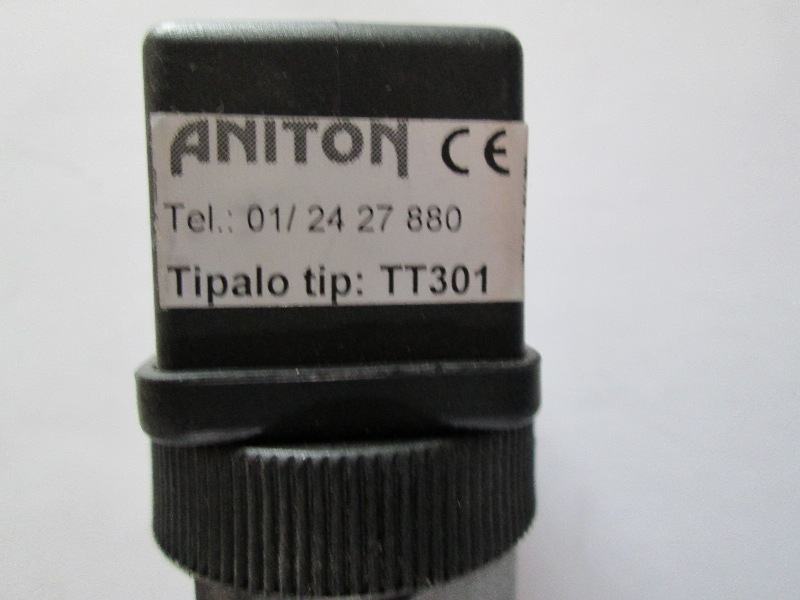 ANITON CE
Tel.: 01/ 24 27 880
Tipalo tip: TT301